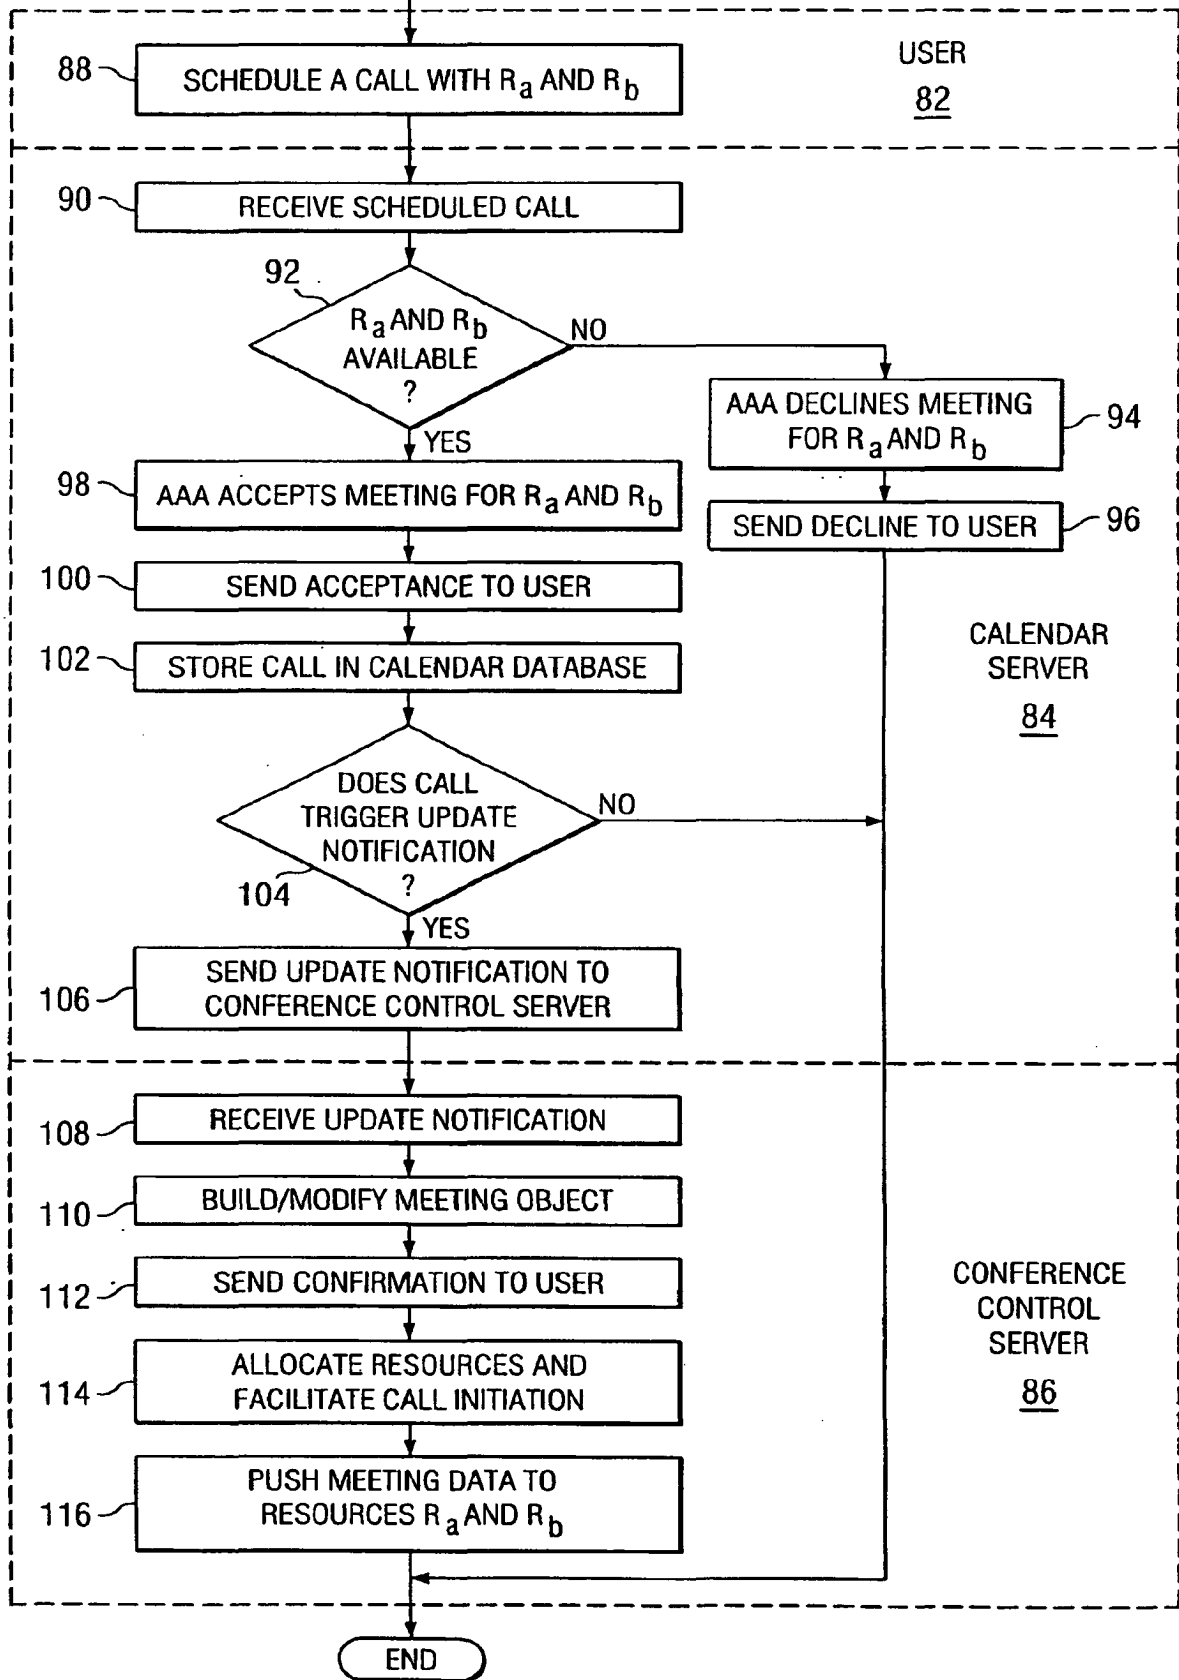 88
SCHEDULE A CALL WITH Ra AND Rb
USER
82
90
RECEIVE SCHEDULED CALL
92
Ra AND Rb
AVAILABLE
?
NO
YES
AAA DECLINES MEETING
FOR Ra AND Rb
94
98
AAA ACCEPTS MEETING FOR Ra AND Rb
SEND DECLINE TO USER
96
100
SEND ACCEPTANCE TO USER
102
STORE CALL IN CALENDAR DATABASE
CALENDAR
SERVER
84
DOES CALL
TRIGGER UPDATE
NOTIFICATION
?
NO
104
YES
106
SEND UPDATE NOTIFICATION TO
CONFERENCE CONTROL SERVER
108
RECEIVE UPDATE NOTIFICATION
110
BUILD/MODIFY MEETING OBJECT
112
SEND CONFIRMATION TO USER
CONFERENCE
CONTROL
SERVER
86
114
ALLOCATE RESOURCES AND
FACILITATE CALL INITIATION
116
PUSH MEETING DATA TO
RESOURCES Ra AND Rb
END